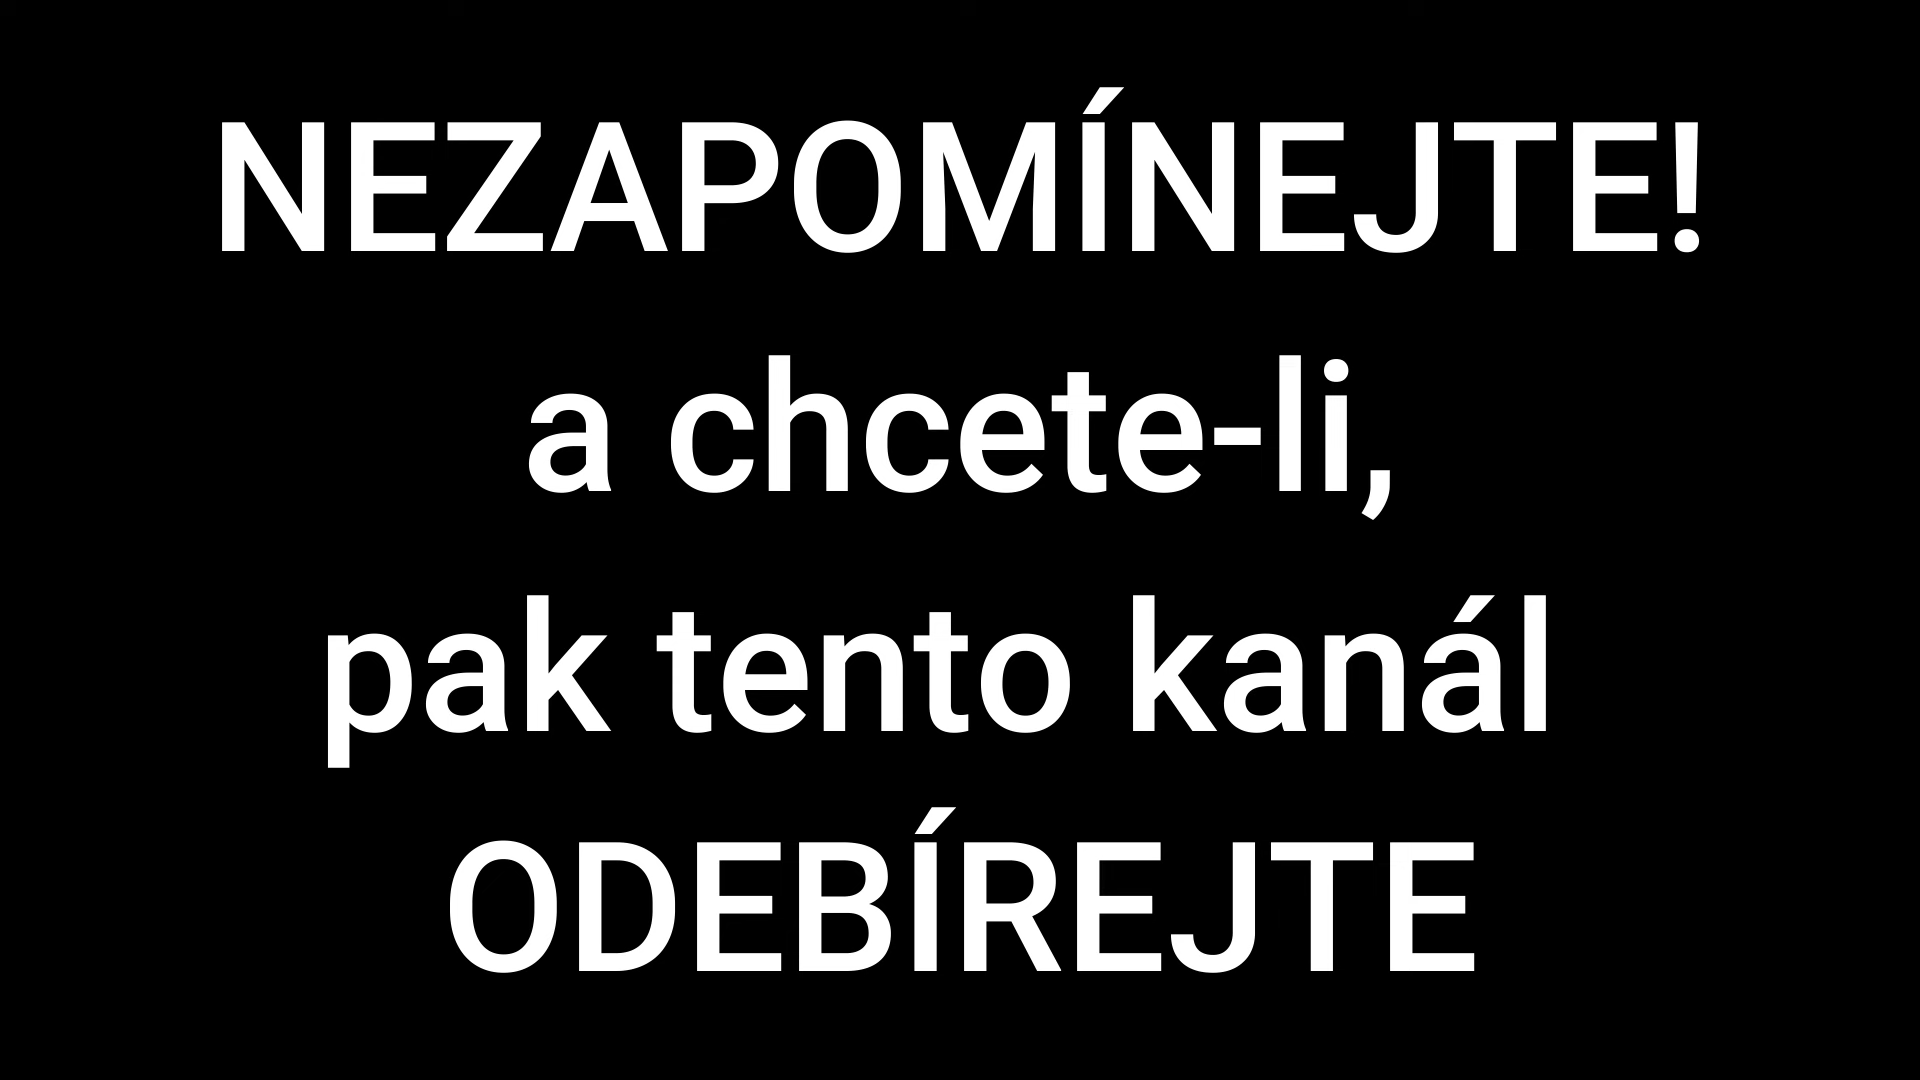 NEZAPOMÍNEJTE!
a chcete-li,
pak tento kanál
ODEBÍREJTE